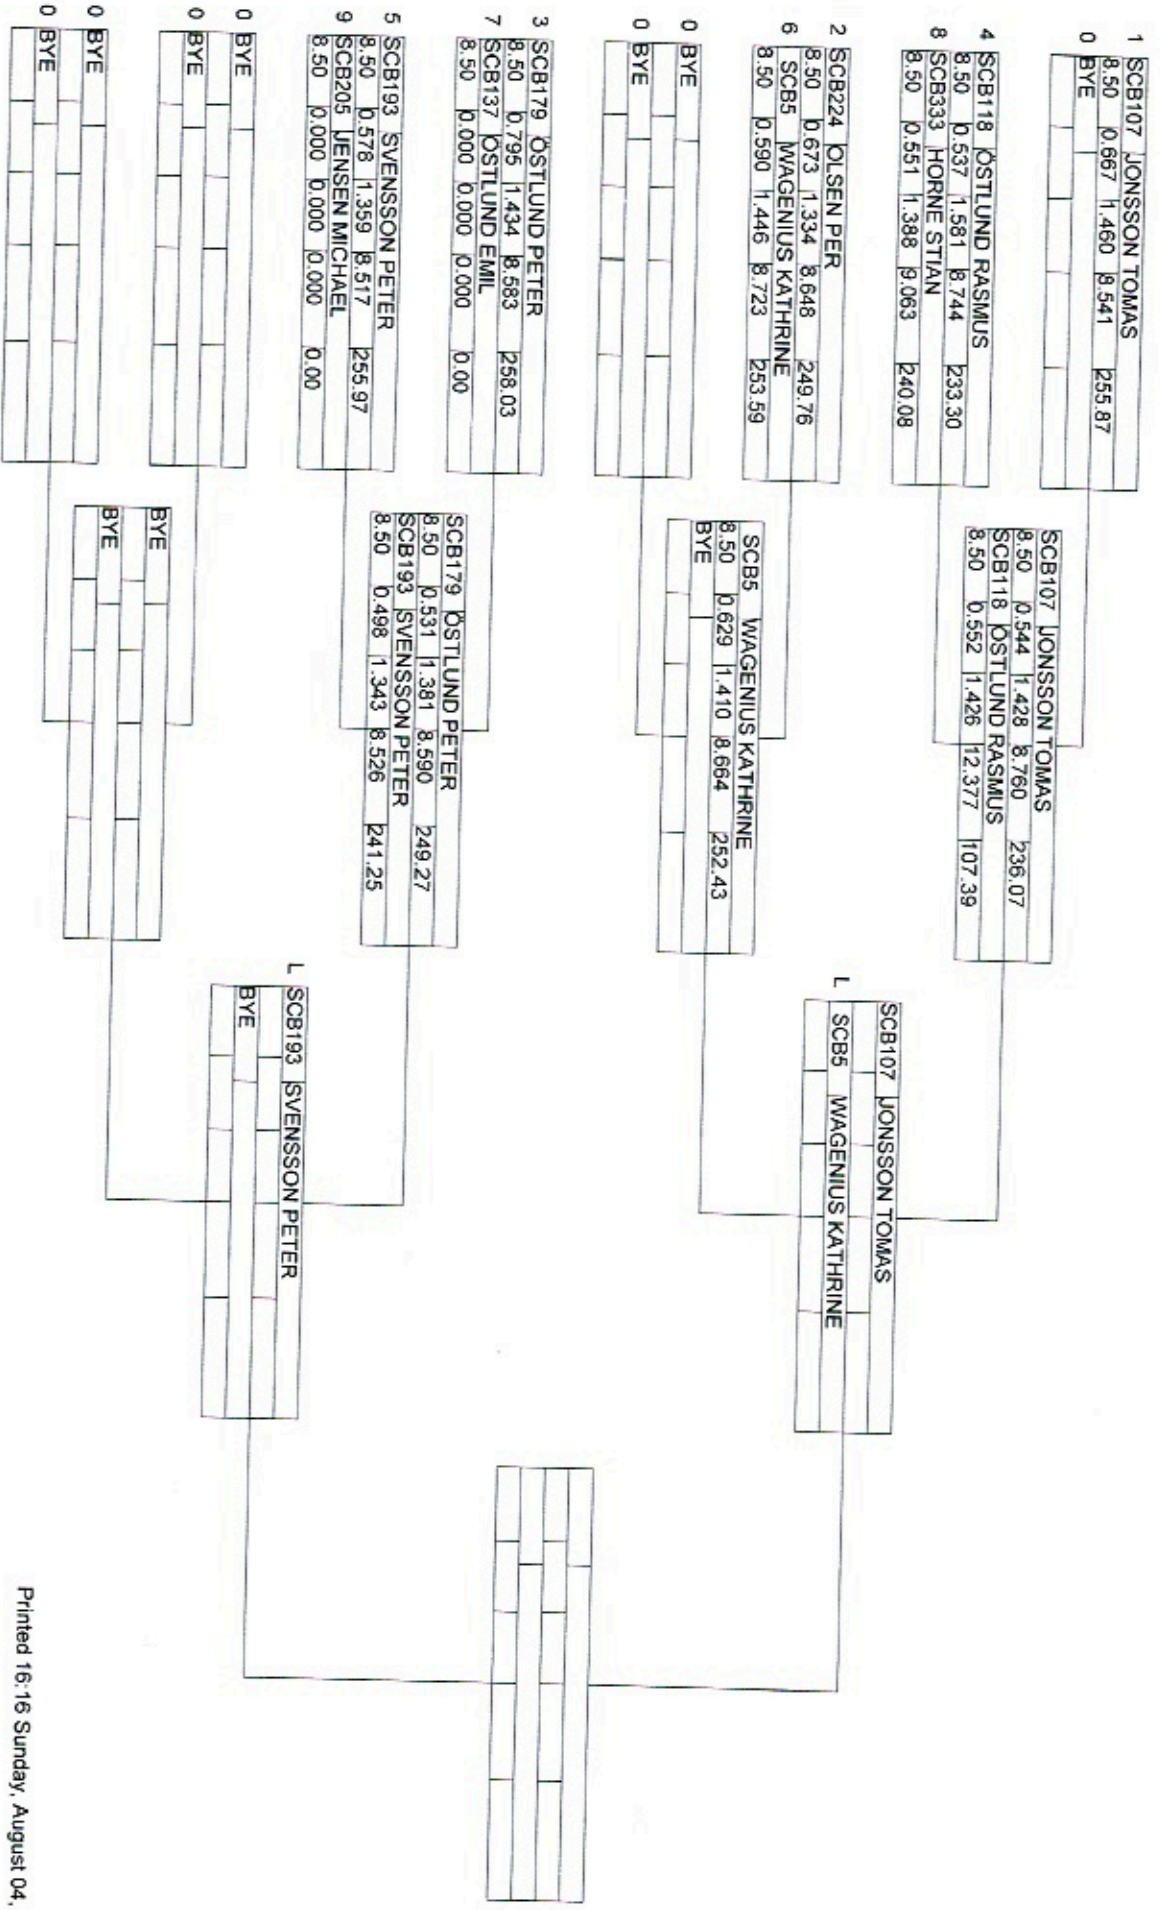 1 SCB107 JONSSON TOMAS
8.50 0.667 1.460 8.541 255.87
0 BYE
4 SCB118 ÖSTLUND RASMUS
8.50 0.537 1.581 8.744 233.30
8 SCB333 HORNE STIAN
8.50 0.551 1.388 9.063 240.08
2 SCB224 OLSEN PER
8.50 0.673 1.334 8.648 249.76
6 SCB5 WAGENIUS KATHRINE
8.50 0.590 1.446 8.723 253.59
0 BYE
0 BYE
3 SCB179 ÖSTLUND PETER
8.50 0.795 1.434 8.583 258.03
7 SCB137 ÖSTLUND EMIL
8.50 0.000 0.000 0.000 0.00
5 SCB193 SVENSSON PETER
8.50 0.578 1.359 8.517 255.97
9 SCB205 JENSEN MICHAEL
8.50 0.000 0.000 0.000 0.00
0 BYE
0 BYE
0 BYE
0 BYE
SCB107 JONSSON TOMAS
8.50 0.544 1.428 8.760 236.07
SCB118 ÖSTLUND RASMUS
8.50 0.552 1.426 12.377 107.39
SCB5 WAGENIUS KATHRINE
8.50 0.629 1.410 8.664 252.43
BYE
SCB179 ÖSTLUND PETER
8.50 0.531 1.381 8.590 249.27
SCB193 SVENSSON PETER
8.50 0.498 1.343 8.526 241.25
BYE
BYE
SCB107 JONSSON TOMAS
L SCB5 WAGENIUS KATHRINE
L SCB193 SVENSSON PETER
BYE
Printed 16:16 Sunday, August 04,